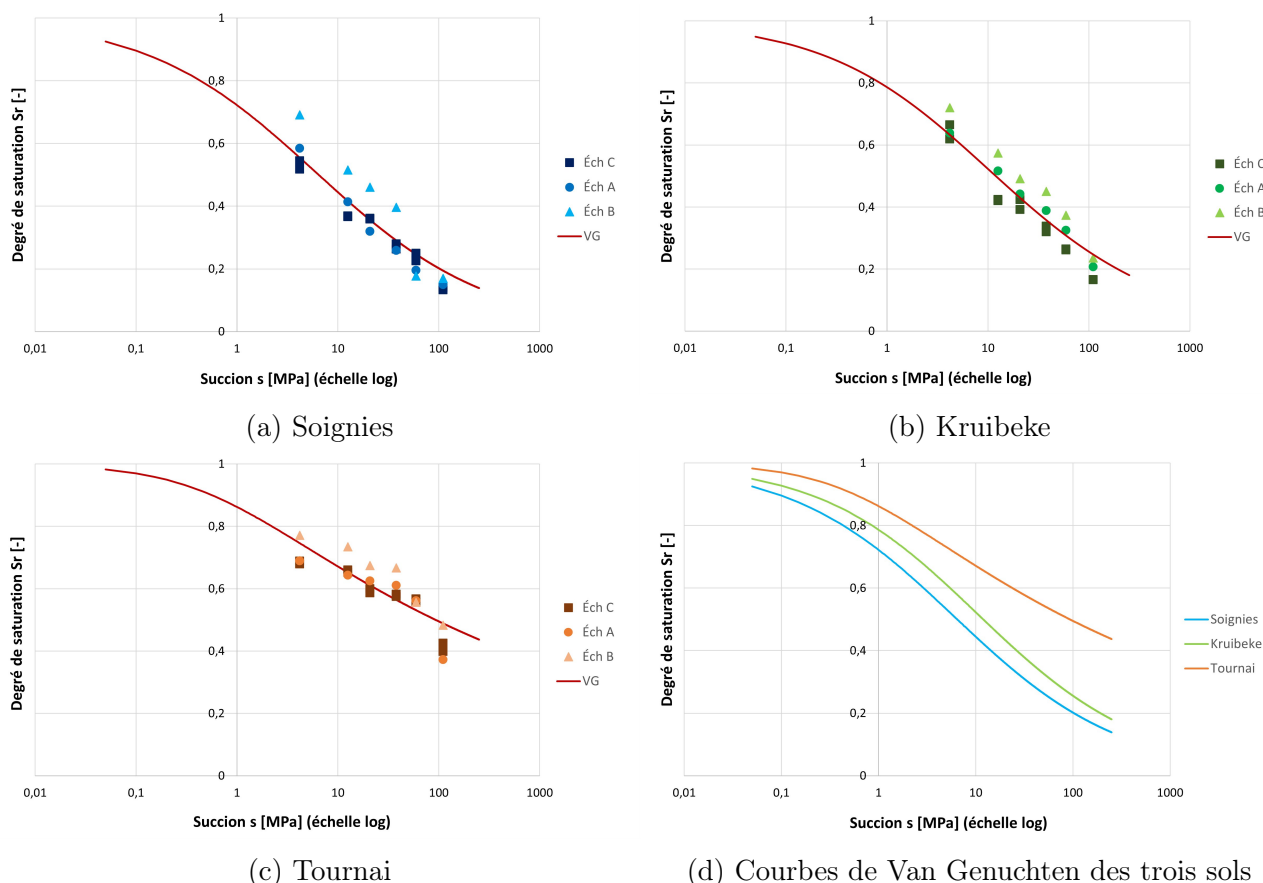 Degré de saturation Sr [-]
1
0,8
0,6
0,4
0,2
0
0,01 0,1 1 10 100 1000
Succion s [MPa] (échelle log)
Éch C
Éch A
Éch B
VG
(a) Soignies
Degré de saturation Sr [-]
1
0,8
0,6
0,4
0,2
0
0,01 0,1 1 10 100 1000
Succion s [MPa] (échelle log)
Éch C
Éch A
Éch B
VG
(b) Kruibeke
Degré de saturation Sr [-]
1
0,8
0,6
0,4
0,2
0
0,01 0,1 1 10 100 1000
Succion s [MPa] (échelle log)
Éch C
Éch A
Éch B
VG
(c) Tournai
Degré de saturation Sr [-]
1
0,8
0,6
0,4
0,2
0
0,01 0,1 1 10 100 1000
Succion s [MPa] (échelle log)
Soignies
Kruibeke
Tournai
(d) Courbes de Van Genuchten des trois sols